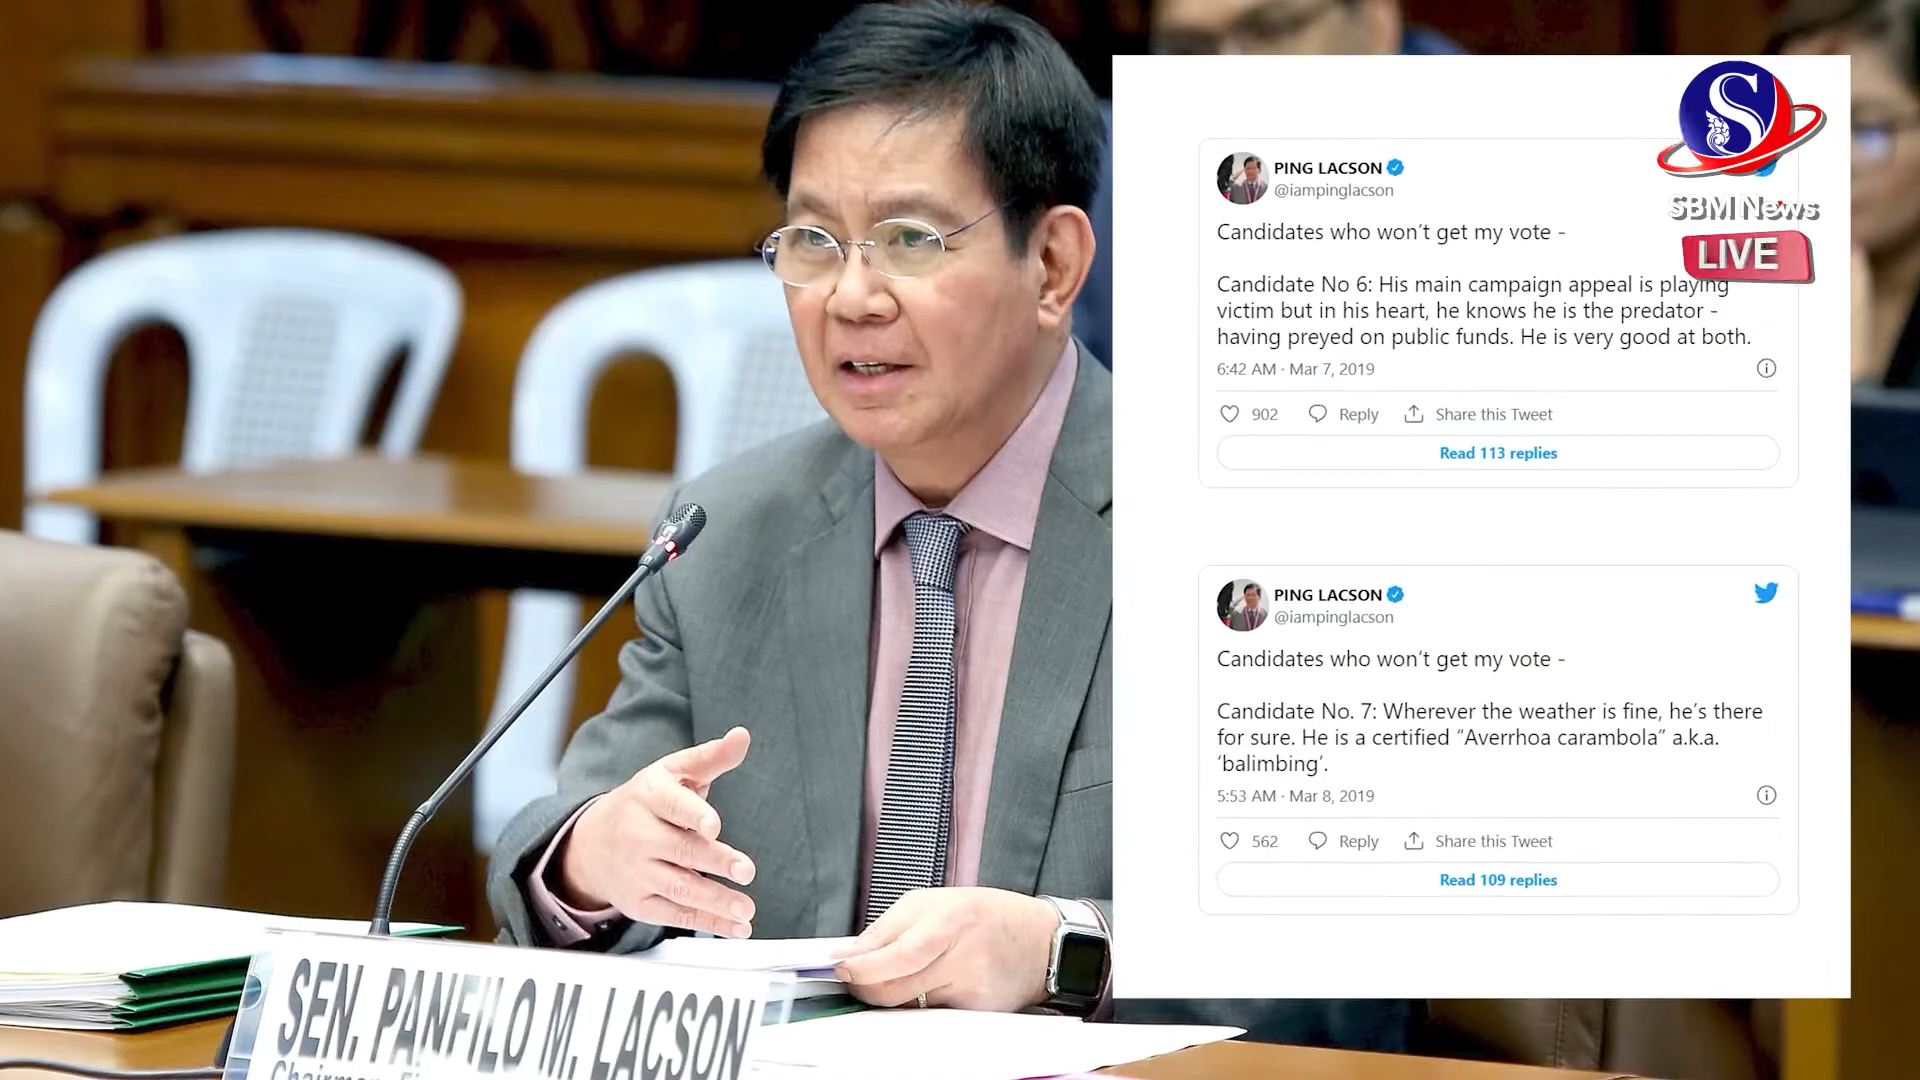 SBM News
LIVE
PING LACSON
@iampinglacson
Candidates who won’t get my vote -
Candidate No 6: His main campaign appeal is playing
victim but in his heart, he knows he is the predator -
having preyed on public funds. He is very good at both.
6:42 AM · Mar 7, 2019
902 Reply Share this Tweet
Read 113 replies
PING LACSON
@iampinglacson
Candidates who won’t get my vote -
Candidate No. 7: Wherever the weather is fine, he’s there
for sure. He is a certified “Averrhoa carambola” a.k.a.
‘balimbing’.
5:53 AM · Mar 8, 2019
562 Reply Share this Tweet
Read 109 replies
SEN. PANFILO M. LACSON